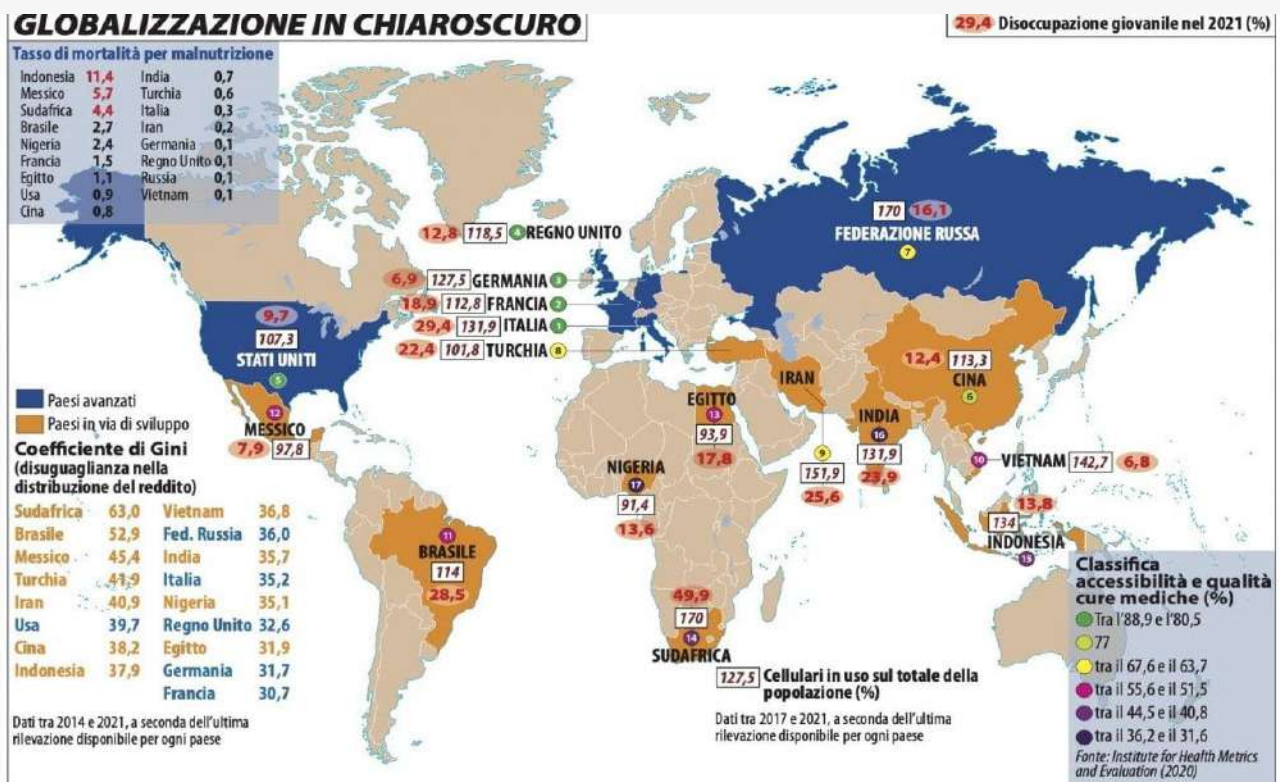 GLOBALIZZAZIONE IN CHIAROSCURO
29,4 Disoccupazione giovanile nel 2021 (%)
Tasso di mortalità per malnutrizione
Indonesia 11,4 India 0,7
Messico 5,7 Turchia 0,6
Sudafrica 4,4 Italia 0,3
Brasile 2,7 Iran 0,2
Nigeria 2,4 Germania 0,1
Francia 1,5 Regno Unito 0,1
Egitto 1,1 Russia 0,1
Usa 0,9 Vietnam 0,1
Cina 0,8
170 16,1
FEDERAZIONE RUSSA
7
12,8 118,5 4 REGNO UNITO
6,9 127,5 GERMANIA 3
18,9 112,8 FRANCIA 2
29,4 131,9 ITALIA 1
22,4 101,8 TURCHIA 8
9,7
107,3
STATI UNITI
5
12,4 113,3
CINA
6
IRAN
9
151,9
25,6
EGITTO
13
93,9
17,8
INDIA
16
131,9
23,9
12
MESSICO
7,9 97,8
NIGERIA
17
91,4
13,6
10 VIETNAM 142,7 6,8
13,8
134
INDONESIA
15
11
BRASILE
114
28,5
49,9
170
14
SUDAFRICA
Paesi avanzati
Paesi in via di sviluppo
Coefficiente di Gini
(disuguaglianza nella
distribuzione del reddito)
Sudafrica 63,0 Vietnam 36,8
Brasile 52,9 Fed. Russia 36,0
Messico 45,4 India 35,7
Turchia 41,9 Italia 35,2
Iran 40,9 Nigeria 35,1
Usa 39,7 Regno Unito 32,6
Cina 38,2 Egitto 31,9
Indonesia 37,9 Germania 31,7
Francia 30,7
Dati tra 2014 e 2021, a seconda dell'ultima
rilevazione disponibile per ogni paese
127,5 Cellulari in uso sul totale della
popolazione (%)
Dati tra 2017 e 2021, a seconda dell'ultima
rilevazione disponibile per ogni paese
Classifica
accessibilità e qualità
cure mediche (%)
Tra l'88,9 e l'80,5
77
tra il 67,6 e il 63,7
tra il 55,6 e il 51,5
tra il 44,5 e il 40,8
tra il 36,2 e il 31,6
Fonte: Institute for Health Metrics
and Evaluation (2020)